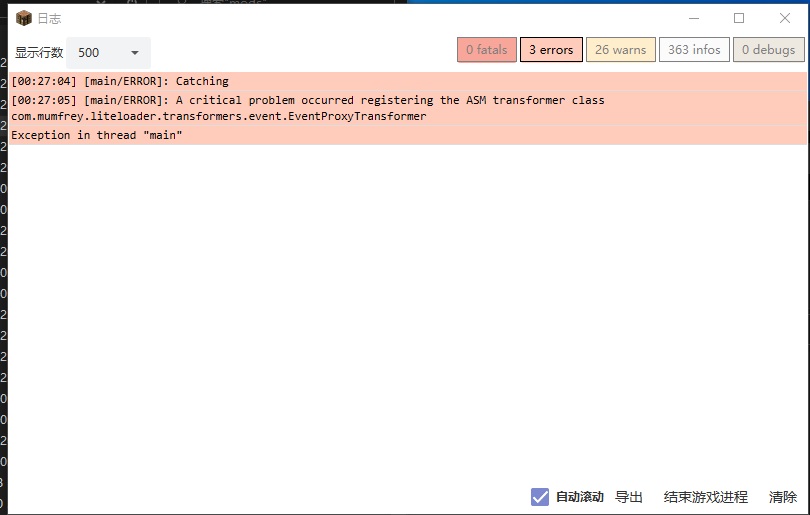 日志
显示行数 500 0 fatals 3 errors 26 warns 363 infos 0 debugs
[00:27:04] [main/ERROR]: Catching
[00:27:05] [main/ERROR]: A critical problem occurred registering the ASM transformer class
com.mumfrey.liteloader.transformers.event.EventProxyTransformer
Exception in thread "main"
自动滚动 导出 结束游戏进程 清除